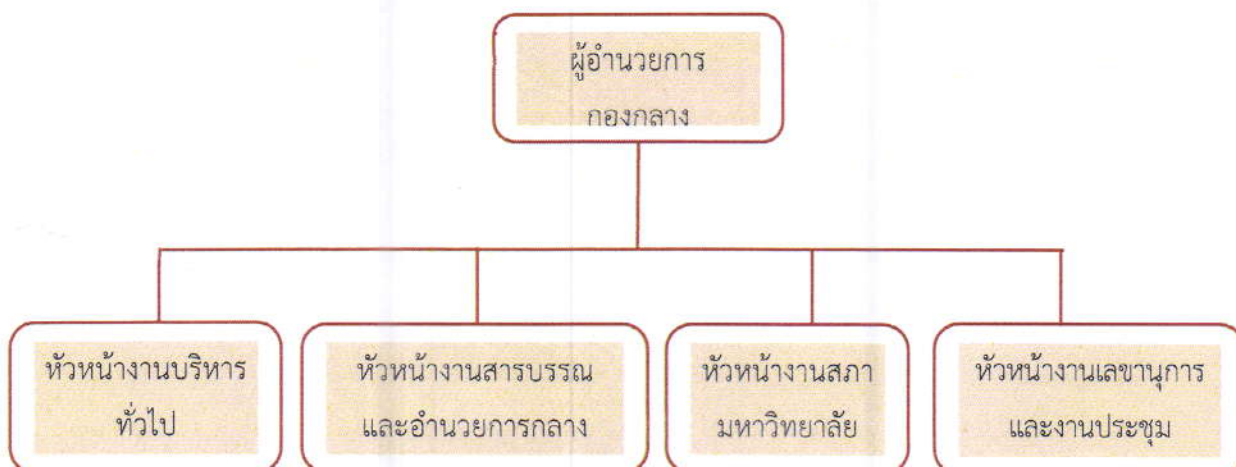 ผู้อำนวยการ
กองกลาง
หัวหน้างานบริหาร
ทั่วไป
หัวหน้างานสารบรรณ
และอำนวยการกลาง
หัวหน้างานสภา
มหาวิทยาลัย
หัวหน้างานเลขานุการ
และงานประชุม